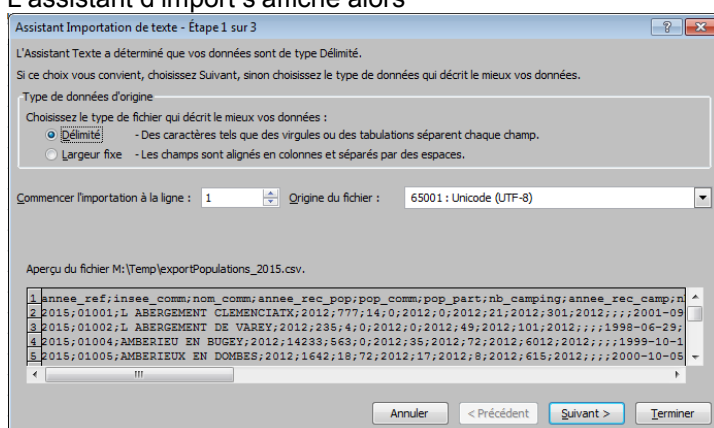 L'assistant d'import s'affiche alors
Assistant Importation de texte - Étape 1 sur 3
L'Assistant Texte a déterminé que vos données sont de type Délimité.
Si ce choix vous convient, choisissez Suivant, sinon choisissez le type de données qui décrit le mieux vos données.
Type de données d'origine
Choisissez le type de fichier qui décrit le mieux vos données :
Délimité - Des caractères tels que des virgules ou des tabulations séparent chaque champ.
Largeur fixe - Les champs sont alignés en colonnes et séparés par des espaces.
Commencer l'importation à la ligne : 1 Origine du fichier : 65001 : Unicode (UTF-8)
Aperçu du fichier M:\Temp\exportPopulations_2015.csv.
1 annee_ref;insee_comm;nom_comm;annee_rec_pop;pop_comm;pop_part;nb_camping;annee_rec_camp;n
2 2015;01001;L ABERGEMENT CLEMENCIATX;2012;777;14;0;2012;0;2012;21;2012;301;2012;;;;2001-09
3 2015;01002;L ABERGEMENT DE VAREY;2012;235;4;0;2012;0;2012;49;2012;101;2012;;;;1998-06-29;
4 2015;01004;AMBERIEU EN BUGEY;2012;14233;563;0;2012;35;2012;72;2012;6012;2012;;;;1999-10-1
5 2015;01005;AMBERIEUX EN DOMBES;2012;1642;18;72;2012;17;2012;8;2012;615;2012;;;;2000-10-05
Annuler < Précédent Suivant > Terminer